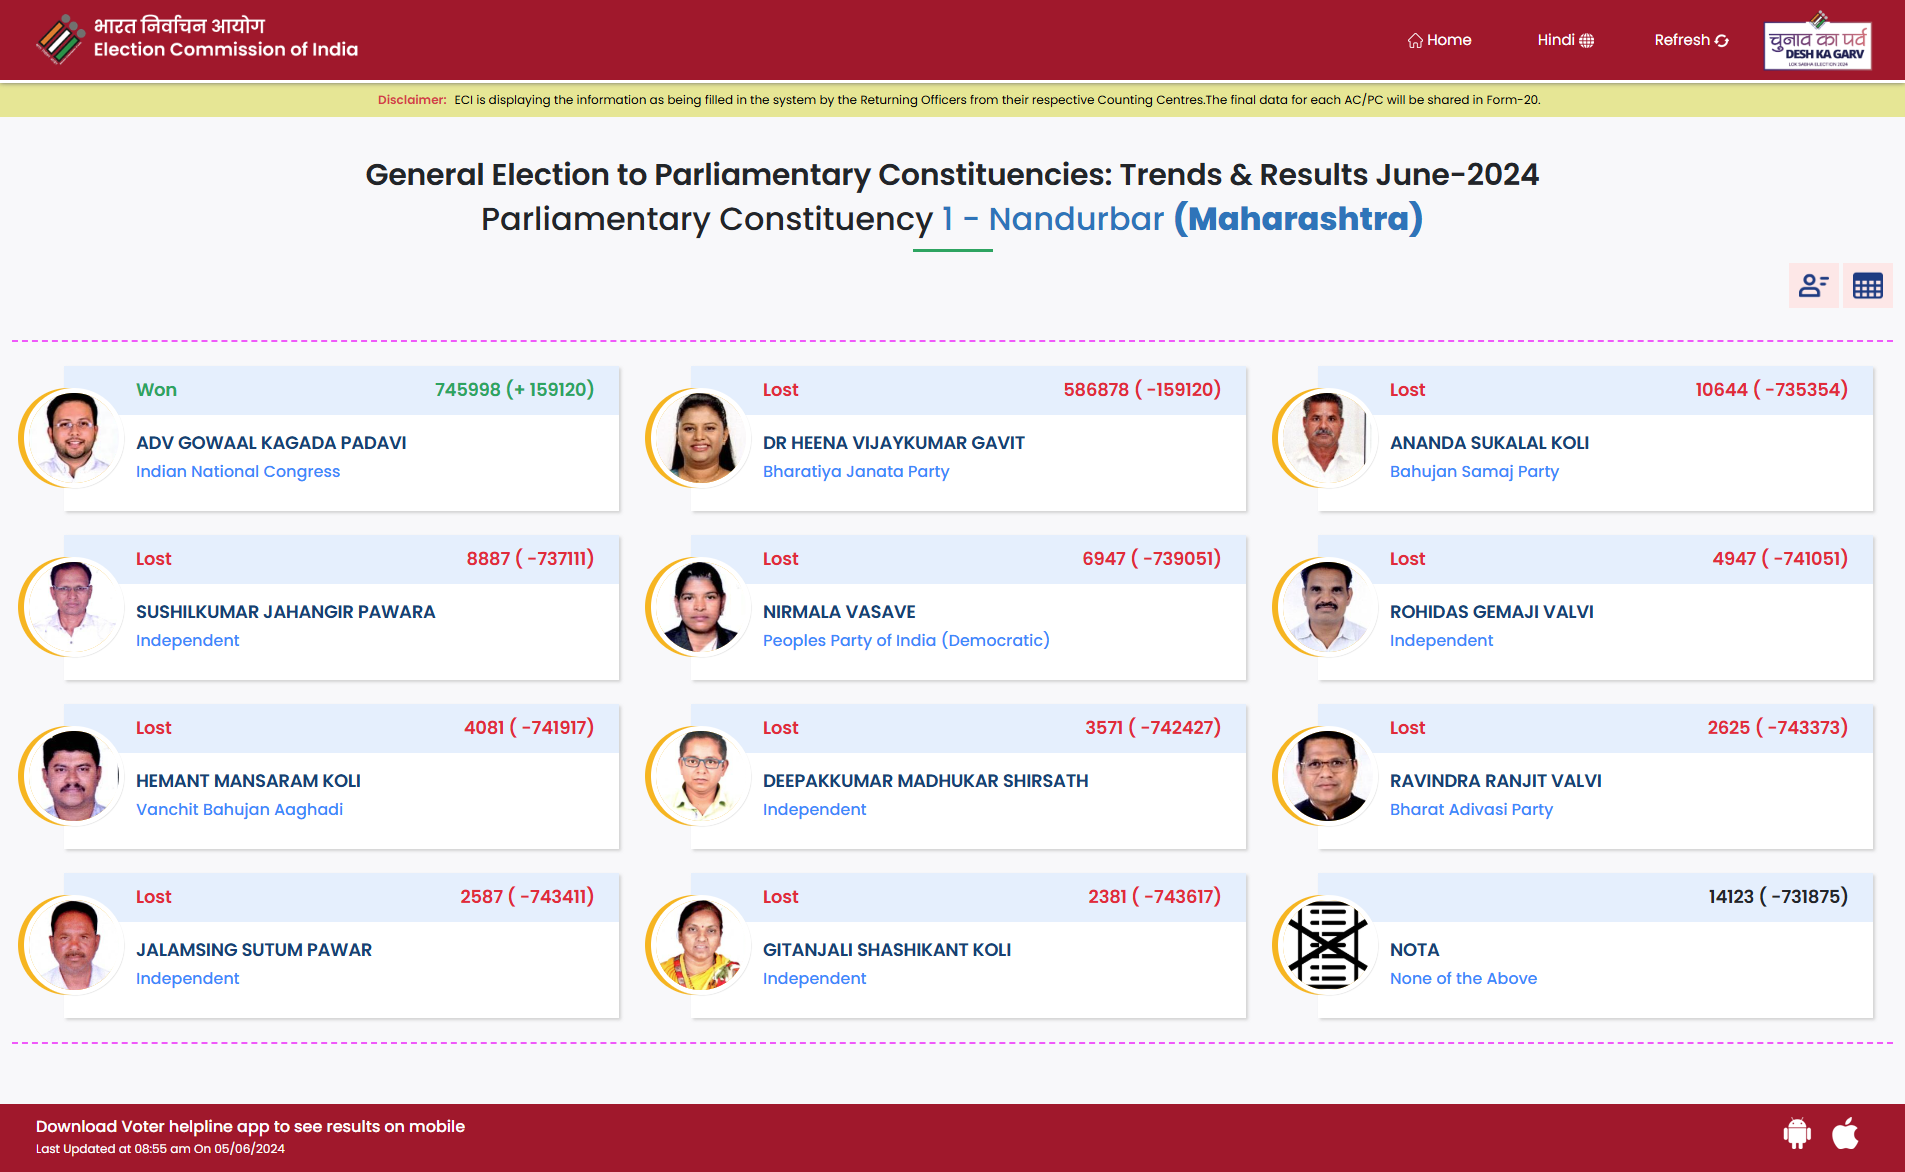 भारत निर्वाचन आयोग
Election Commission of India
Home
Hindi
Refresh
चुनाव का पर्व
DESH KA GARV
LOK SABHA ELECTION 2024
Disclaimer: ECI is displaying the information as being filled in the system by the Returning Officers from their respective Counting Centres.The final data for each AC/PC will be shared in Form-20.
General Election to Parliamentary Constituencies: Trends & Results June-2024
Parliamentary Constituency 1 - Nandurbar (Maharashtra)
Won 745998 (+ 159120)
ADV GOWAAL KAGADA PADAVI
Indian National Congress
Lost 586878 ( -159120)
DR HEENA VIJAYKUMAR GAVIT
Bharatiya Janata Party
Lost 10644 ( -735354)
ANANDA SUKALAL KOLI
Bahujan Samaj Party
Lost 8887 ( -737111)
SUSHILKUMAR JAHANGIR PAWARA
Independent
Lost 6947 ( -739051)
NIRMALA VASAVE
Peoples Party of India (Democratic)
Lost 4947 ( -741051)
ROHIDAS GEMAJI VALVI
Independent
Lost 4081 ( -741917)
HEMANT MANSARAM KOLI
Vanchit Bahujan Aaghadi
Lost 3571 ( -742427)
DEEPAKKUMAR MADHUKAR SHIRSATH
Independent
Lost 2625 ( -743373)
RAVINDRA RANJIT VALVI
Bharat Adivasi Party
Lost 2587 ( -743411)
JALAMSING SUTUM PAWAR
Independent
Lost 2381 ( -743617)
GITANJALI SHASHIKANT KOLI
Independent
14123 ( -731875)
NOTA
None of the Above
Download Voter helpline app to see results on mobile
Last Updated at 08:55 am On 05/06/2024